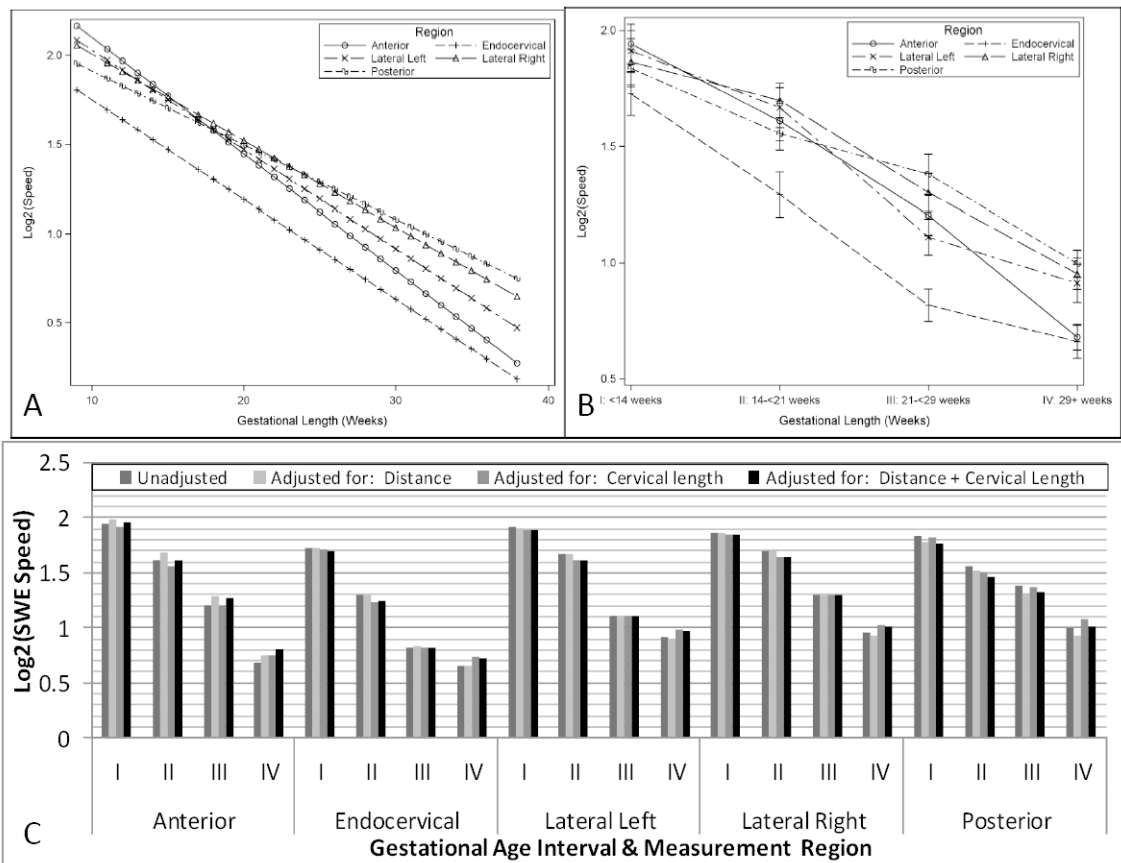 Region
Anterior Endocervical
Lateral Left Lateral Right
Posterior
2.0
1.5
1.0
0.5
Log2(Speed)
10 20 30 40
Gestational Length (Weeks)
A
Region
Anterior Endocervical
Lateral Left Lateral Right
Posterior
2.0
1.5
1.0
0.5
Log2(Speed)
I: <14 weeks II: 14-<21 weeks III: 21-<29 weeks IV: 29+ weeks
Gestational Length (Weeks)
B
Unadjusted Adjusted for: Distance Adjusted for: Cervical length Adjusted for: Distance + Cervical Length
2.5
2
1.5
1
0.5
0
Log2(SWE Speed)
I II III IV I II III IV I II III IV I II III IV I II III IV
Anterior Endocervical Lateral Left Lateral Right Posterior
Gestational Age Interval & Measurement Region
C